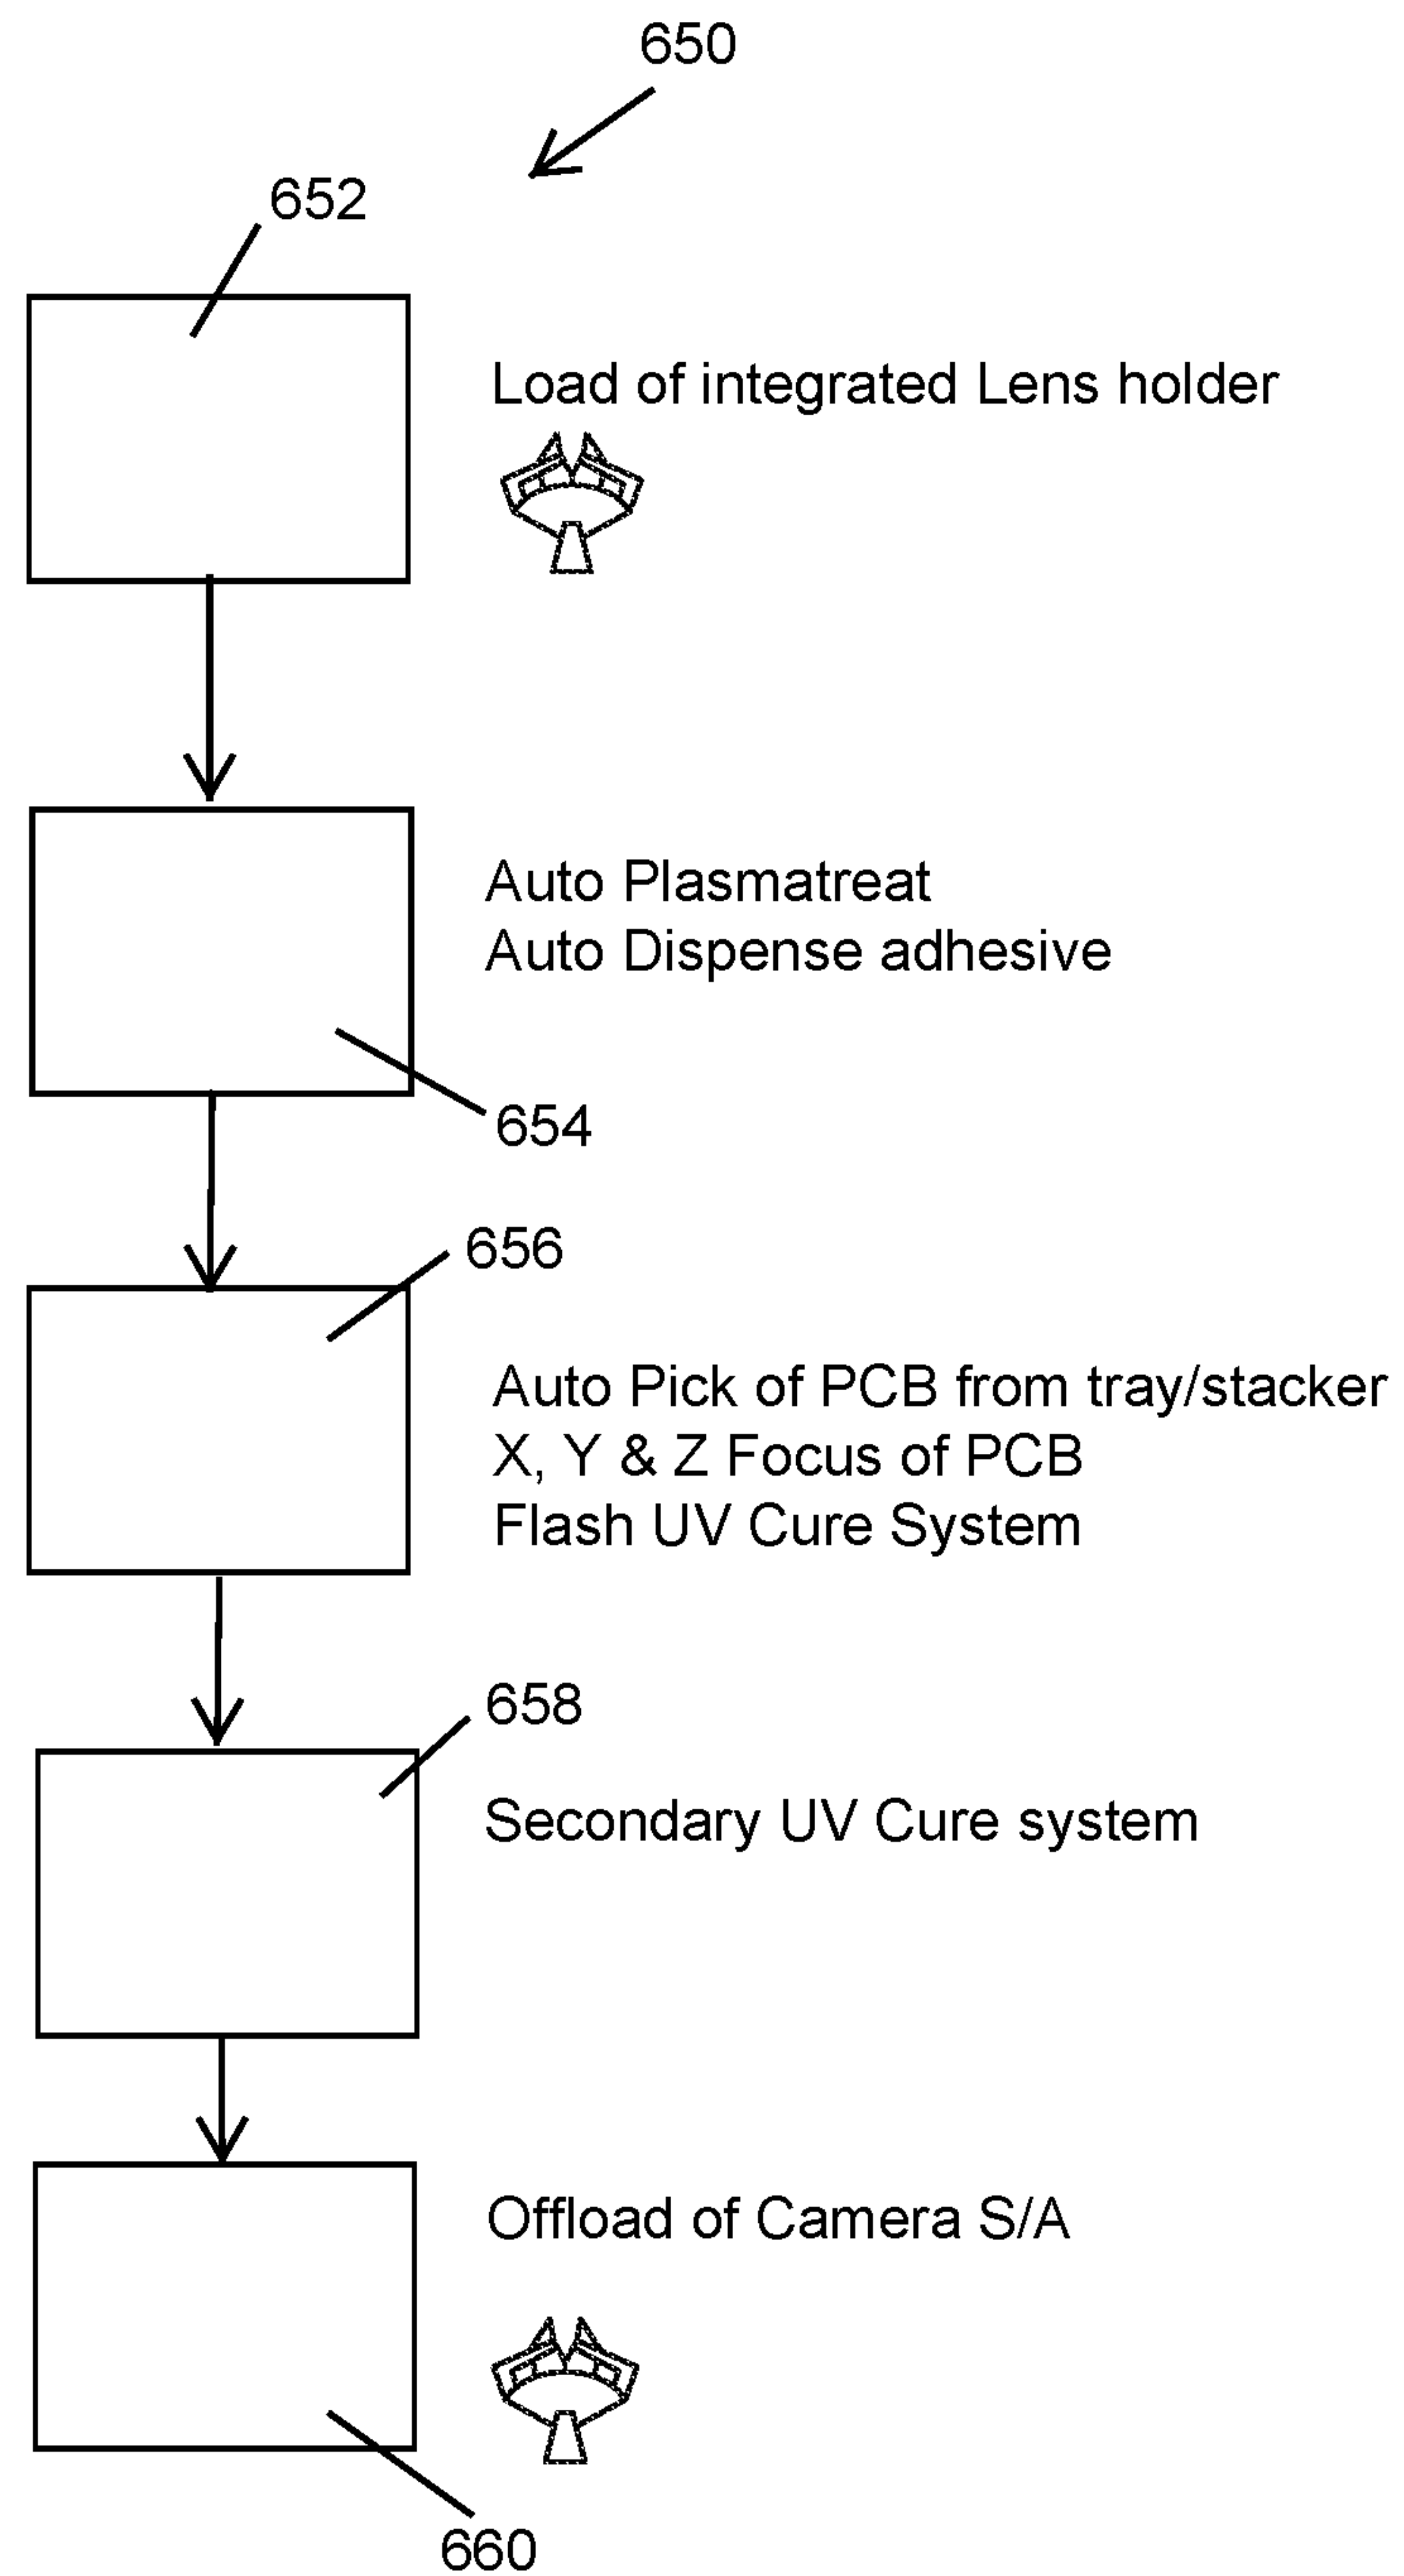 650
652
Load of integrated Lens holder
Auto Plasmatreat
Auto Dispense adhesive
654
656
Auto Pick of PCB from tray/stacker
X, Y & Z Focus of PCB
Flash UV Cure System
658
Secondary UV Cure system
Offload of Camera S/A
660